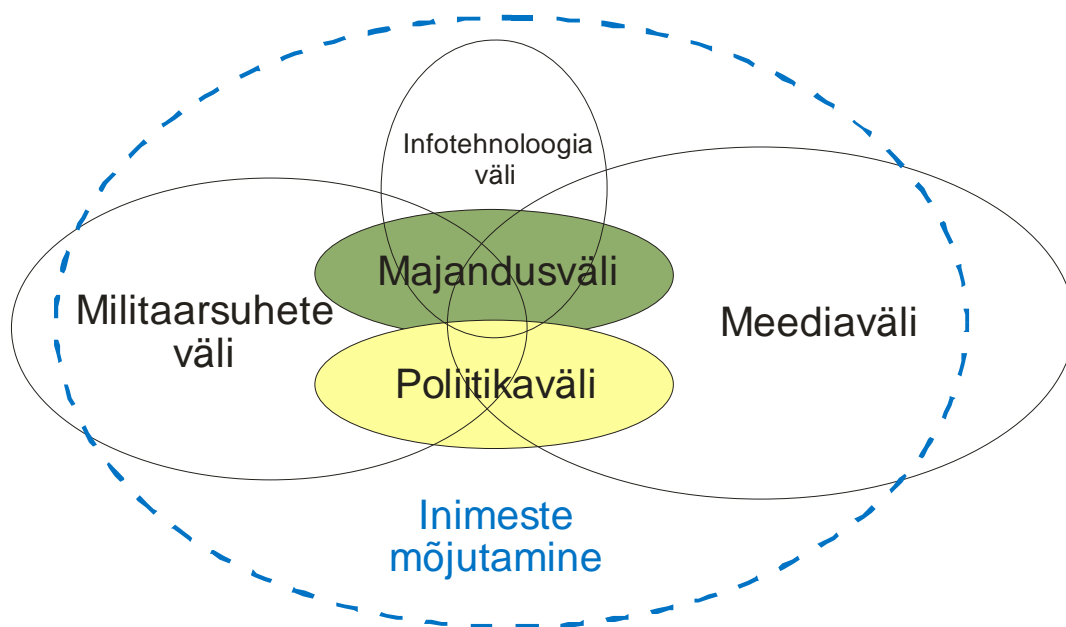 Infotehnoloogia
väli
Majandusväli
Militaarsuhete
väli
Meediaväli
Poliitikaväli
Inimeste
mõjutamine